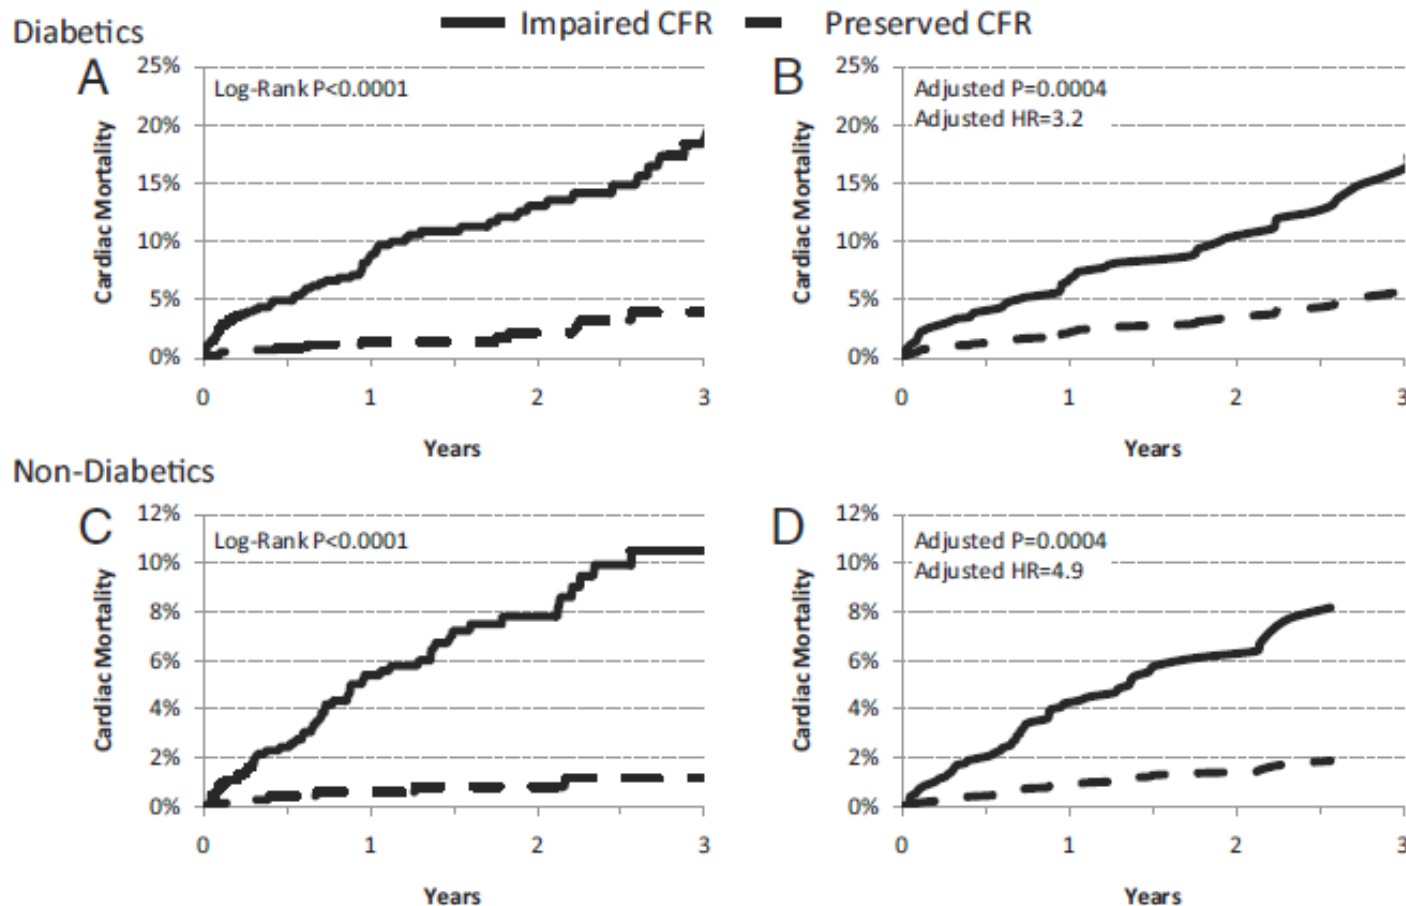 Impaired CFR Preserved CFR
Diabetics
A
25%
20%
15%
10%
5%
0%
Cardiac Mortality
Log-Rank P<0.0001
0 1 2 3
Years
B
25%
20%
15%
10%
5%
0%
Cardiac Mortality
Adjusted P=0.0004
Adjusted HR=3.2
0 1 2 3
Years
Non-Diabetics
C
12%
10%
8%
6%
4%
2%
0%
Cardiac Mortality
Log-Rank P<0.0001
0 1 2 3
Years
D
12%
10%
8%
6%
4%
2%
0%
Cardiac Mortality
Adjusted P=0.0004
Adjusted HR=4.9
0 1 2 3
Years